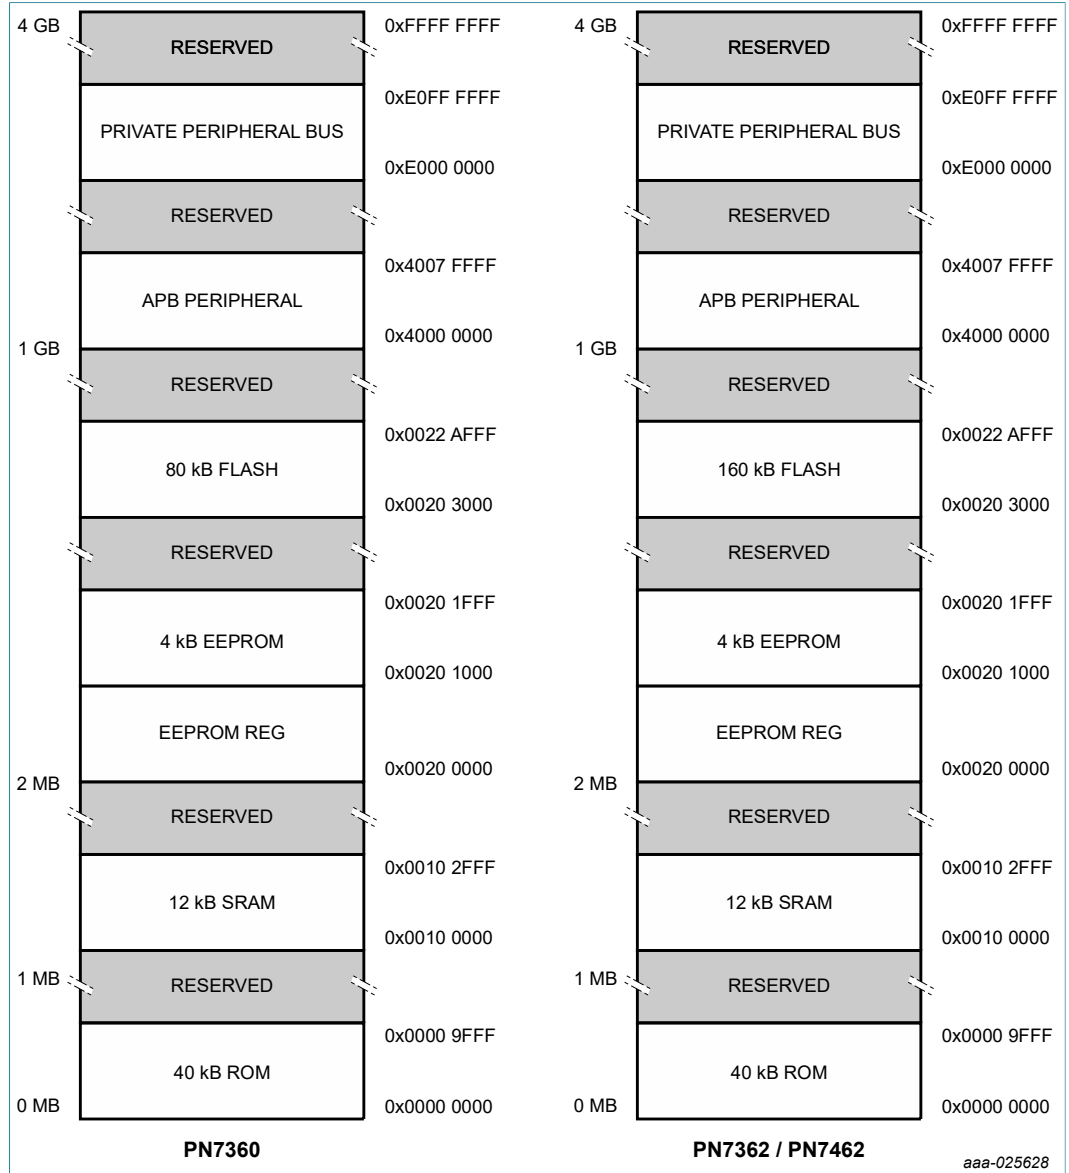 4 GB
RESERVED
0xFFFF FFFF
0xE0FF FFFF
PRIVATE PERIPHERAL BUS
0xE000 0000
RESERVED
0x4007 FFFF
APB PERIPHERAL
0x4000 0000
1 GB
RESERVED
0x0022 AFFF
80 kB FLASH
0x0020 3000
RESERVED
0x0020 1FFF
4 kB EEPROM
0x0020 1000
EEPROM REG
0x0020 0000
2 MB
RESERVED
0x0010 2FFF
12 kB SRAM
0x0010 0000
1 MB
RESERVED
0x0000 9FFF
40 kB ROM
0 MB
0x0000 0000
PN7360
4 GB
RESERVED
0xFFFF FFFF
0xE0FF FFFF
PRIVATE PERIPHERAL BUS
0xE000 0000
RESERVED
0x4007 FFFF
APB PERIPHERAL
0x4000 0000
1 GB
RESERVED
0x0022 AFFF
160 kB FLASH
0x0020 3000
RESERVED
0x0020 1FFF
4 kB EEPROM
0x0020 1000
EEPROM REG
0x0020 0000
2 MB
RESERVED
0x0010 2FFF
12 kB SRAM
0x0010 0000
1 MB
RESERVED
0x0000 9FFF
40 kB ROM
0 MB
0x0000 0000
PN7362 / PN7462
aaa-025628